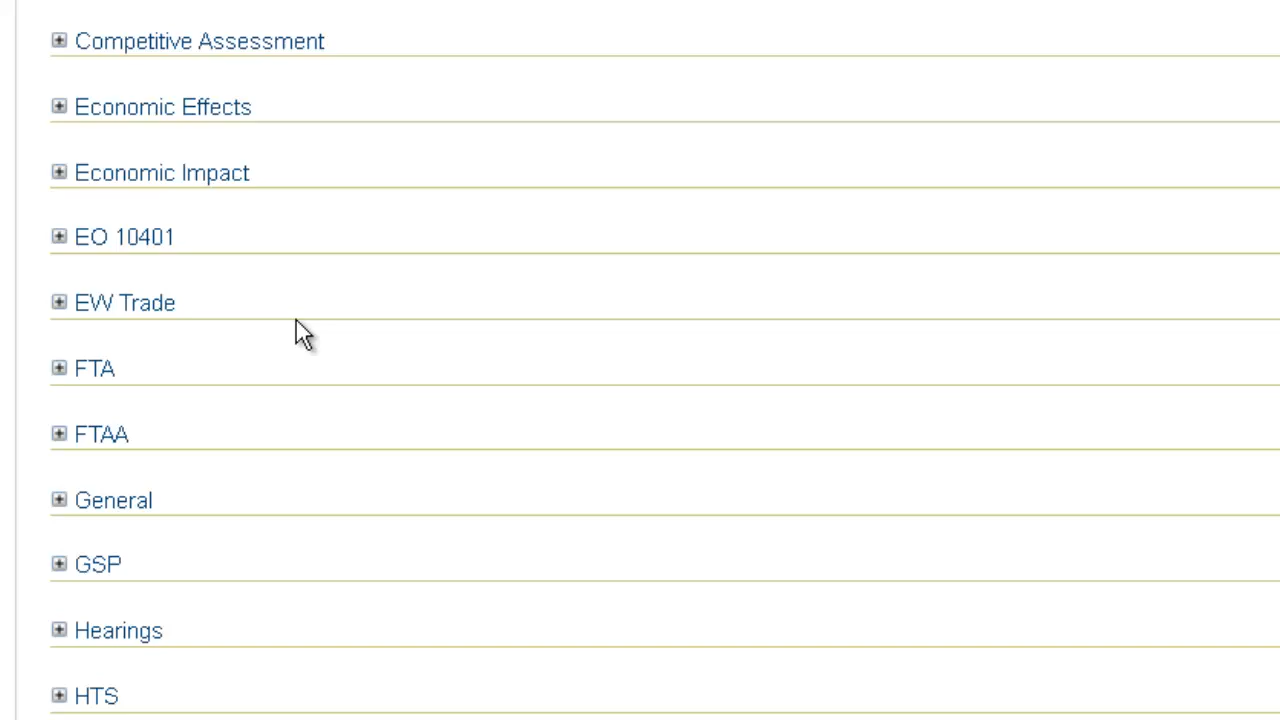 Competitive Assessment
Economic Effects
Economic Impact
EO 10401
EW Trade
FTA
FTAA
General
GSP
Hearings
HTS